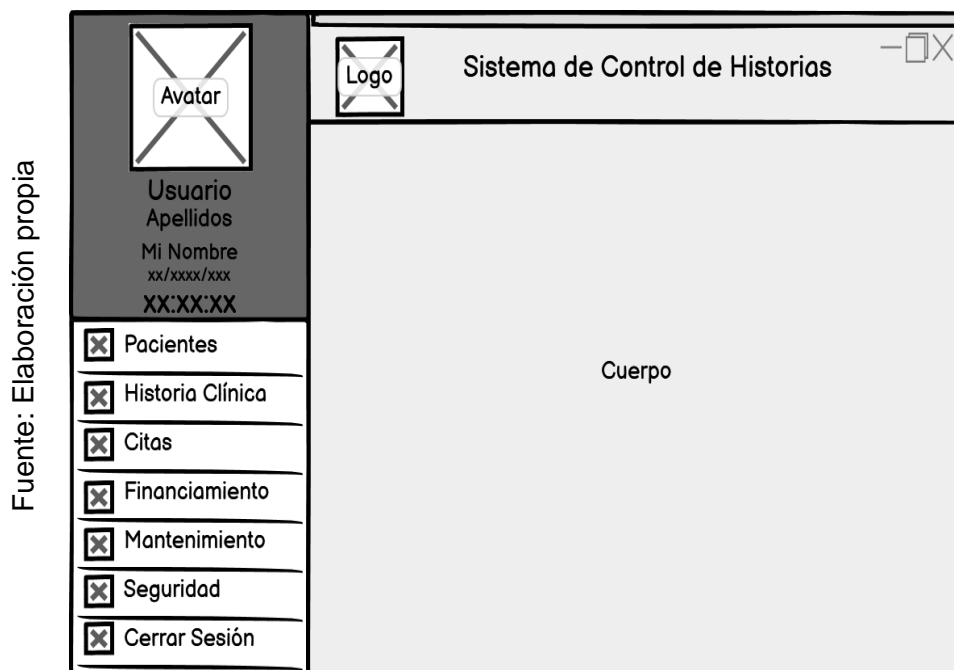 Fuente: Elaboración propia
Avatar
Usuario
Apellidos
Mi Nombre
xx/xxxx/xxx
XX:XX:XX
Pacientes
Historia Clínica
Citas
Financiamiento
Mantenimiento
Seguridad
Cerrar Sesión
Logo
Sistema de Control de Historias
Cuerpo